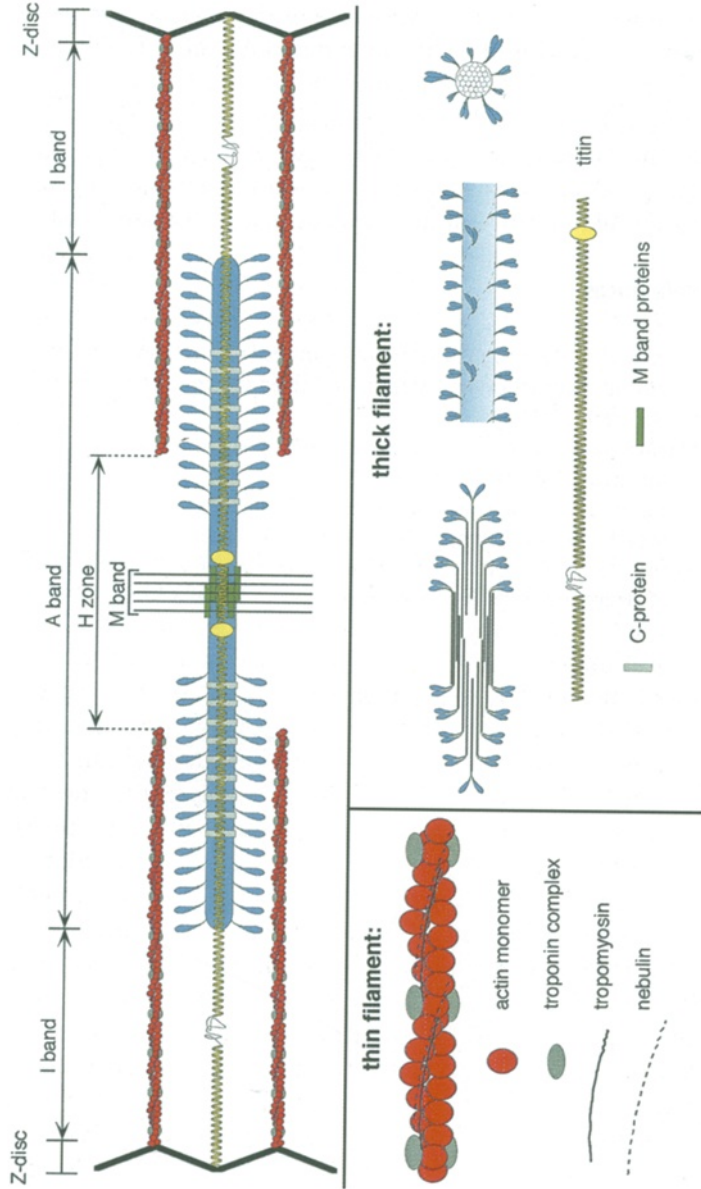 Z-disc I band A band I band Z-disc
H zone
M band
thin filament:
actin monomer
troponin complex
tropomyosin
nebulin
thick filament:
titin
C-protein M band proteins